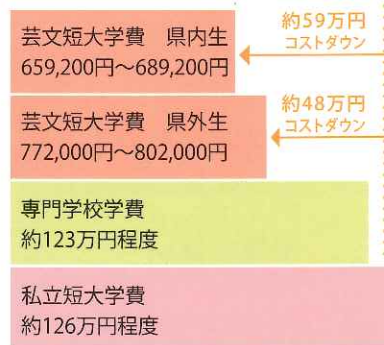 芸文短大学費　県内生
659,200円～689,200円
約59万円
コストダウン
芸文短大学費　県外生
772,000円～802,000円
約48万円
コストダウン
専門学校学費
約123万円程度
私立短大学費
約126万円程度